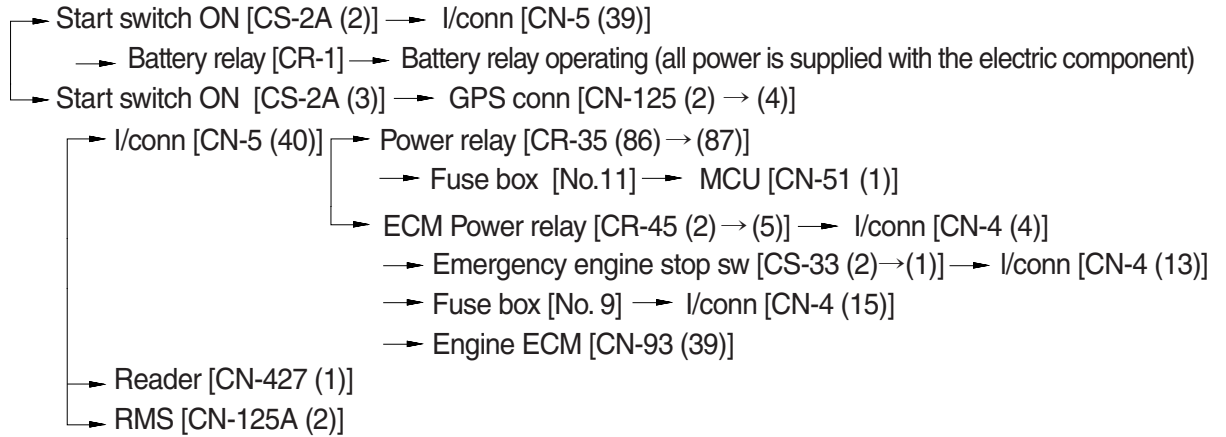 Start switch ON [CS-2A (2)] → I/conn [CN-5 (39)]
→ Battery relay [CR-1] → Battery relay operating (all power is supplied with the electric component)
Start switch ON [CS-2A (3)] → GPS conn [CN-125 (2) → (4)]
I/conn [CN-5 (40)] → Power relay [CR-35 (86) → (87)]
→ Fuse box [No.11] → MCU [CN-51 (1)]
ECM Power relay [CR-45 (2) → (5)] → I/conn [CN-4 (4)]
→ Emergency engine stop sw [CS-33 (2)→(1)] → I/conn [CN-4 (13)]
→ Fuse box [No. 9] → I/conn [CN-4 (15)]
→ Engine ECM [CN-93 (39)]
Reader [CN-427 (1)]
RMS [CN-125A (2)]